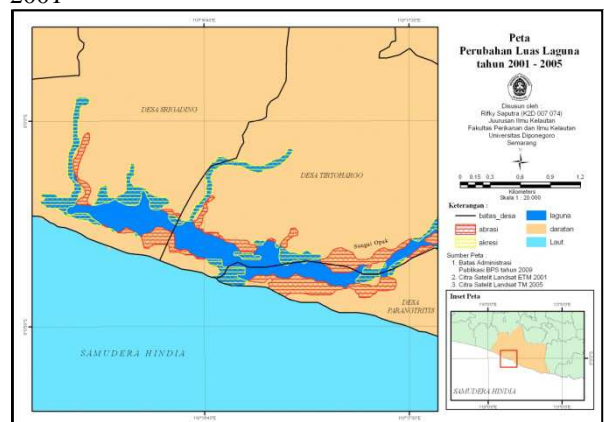 2001
Peta
Perubahan Luas Laguna
tahun 2001 - 2005
Disusun oleh :
Rifky Saputra (K2D 007 074)
Juurusan Ilmu Kelautan
Fakultas Perikanan dan Ilmu Kelautan
Universitas Diponegoro
Semarang
0 0.15 0.3 0.6 0.9 1.2
Kilometers
Skala 1 : 20.000
Keterangan :
batas_desa
abrasi
akresi
laguna
daratan
Laut
Sumber Peta
1. Batas Administrasi
Publikasi BPS tahun 2009
2. Citra Satelit Landsat ETM 2001
3. Citra Satelit Landsat TM 2005
Inset Peta
SAMUDERA HINDIA
DESA SRIGADING
DESA TIRTOHARGO
Sungai Opak
DESA
PARANGTRITIS
SAMUDERA HINDIA